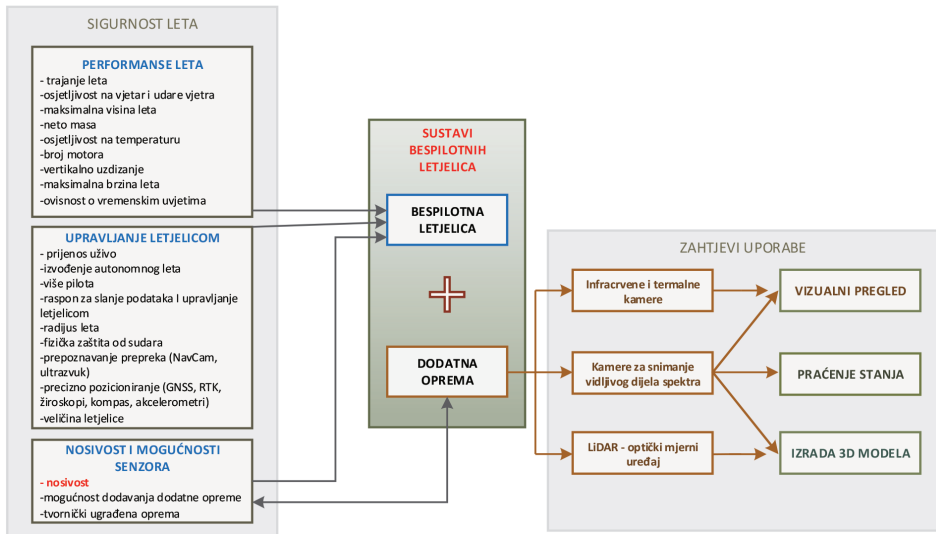 SIGURNOST LETA
PERFORMANSE LETA
- trajanje leta
-osjetljivost na vjetar i udare vjetra
-maksimalna visina leta
-neto masa
-osjetljivost na temperaturu
-broj motora
-vertikalno uzdizanje
-maksimalna brzina leta
-ovisnost o vremenskim uvjetima
UPRAVLJANJE LETJELICOM
- prijenos uživo
-izvođenje autonomnog leta
-više pilota
-raspon za slanje podataka I upravljanje
letjelicom
-radijus leta
-fizička zaštita od sudara
-prepoznavanje prepreka (NavCam,
ultrazvuk)
-precizno pozicioniranje (GNSS, RTK,
žiroskopi, kompas, akcelerometri)
-veličina letjelice
NOSIVOST I MOGUĆNOSTI
SENZORA
- nosivost
-mogućnost dodavanja dodatne opreme
-tvornički ugrađena oprema
SUSTAVI
BESPILOTNIH
LETJELICA
BESPILOTNA
LETJELICA
DODATNA
OPREMA
ZAHTJEVI UPORABE
Infracrvene i termalne
kamere
Kamere za snimanje
vidljivog dijela spektra
LiDAR - optički mjerni
uređaj
VIZUALNI PREGLED
PRAĆENJE STANJA
IZRADA 3D MODELA